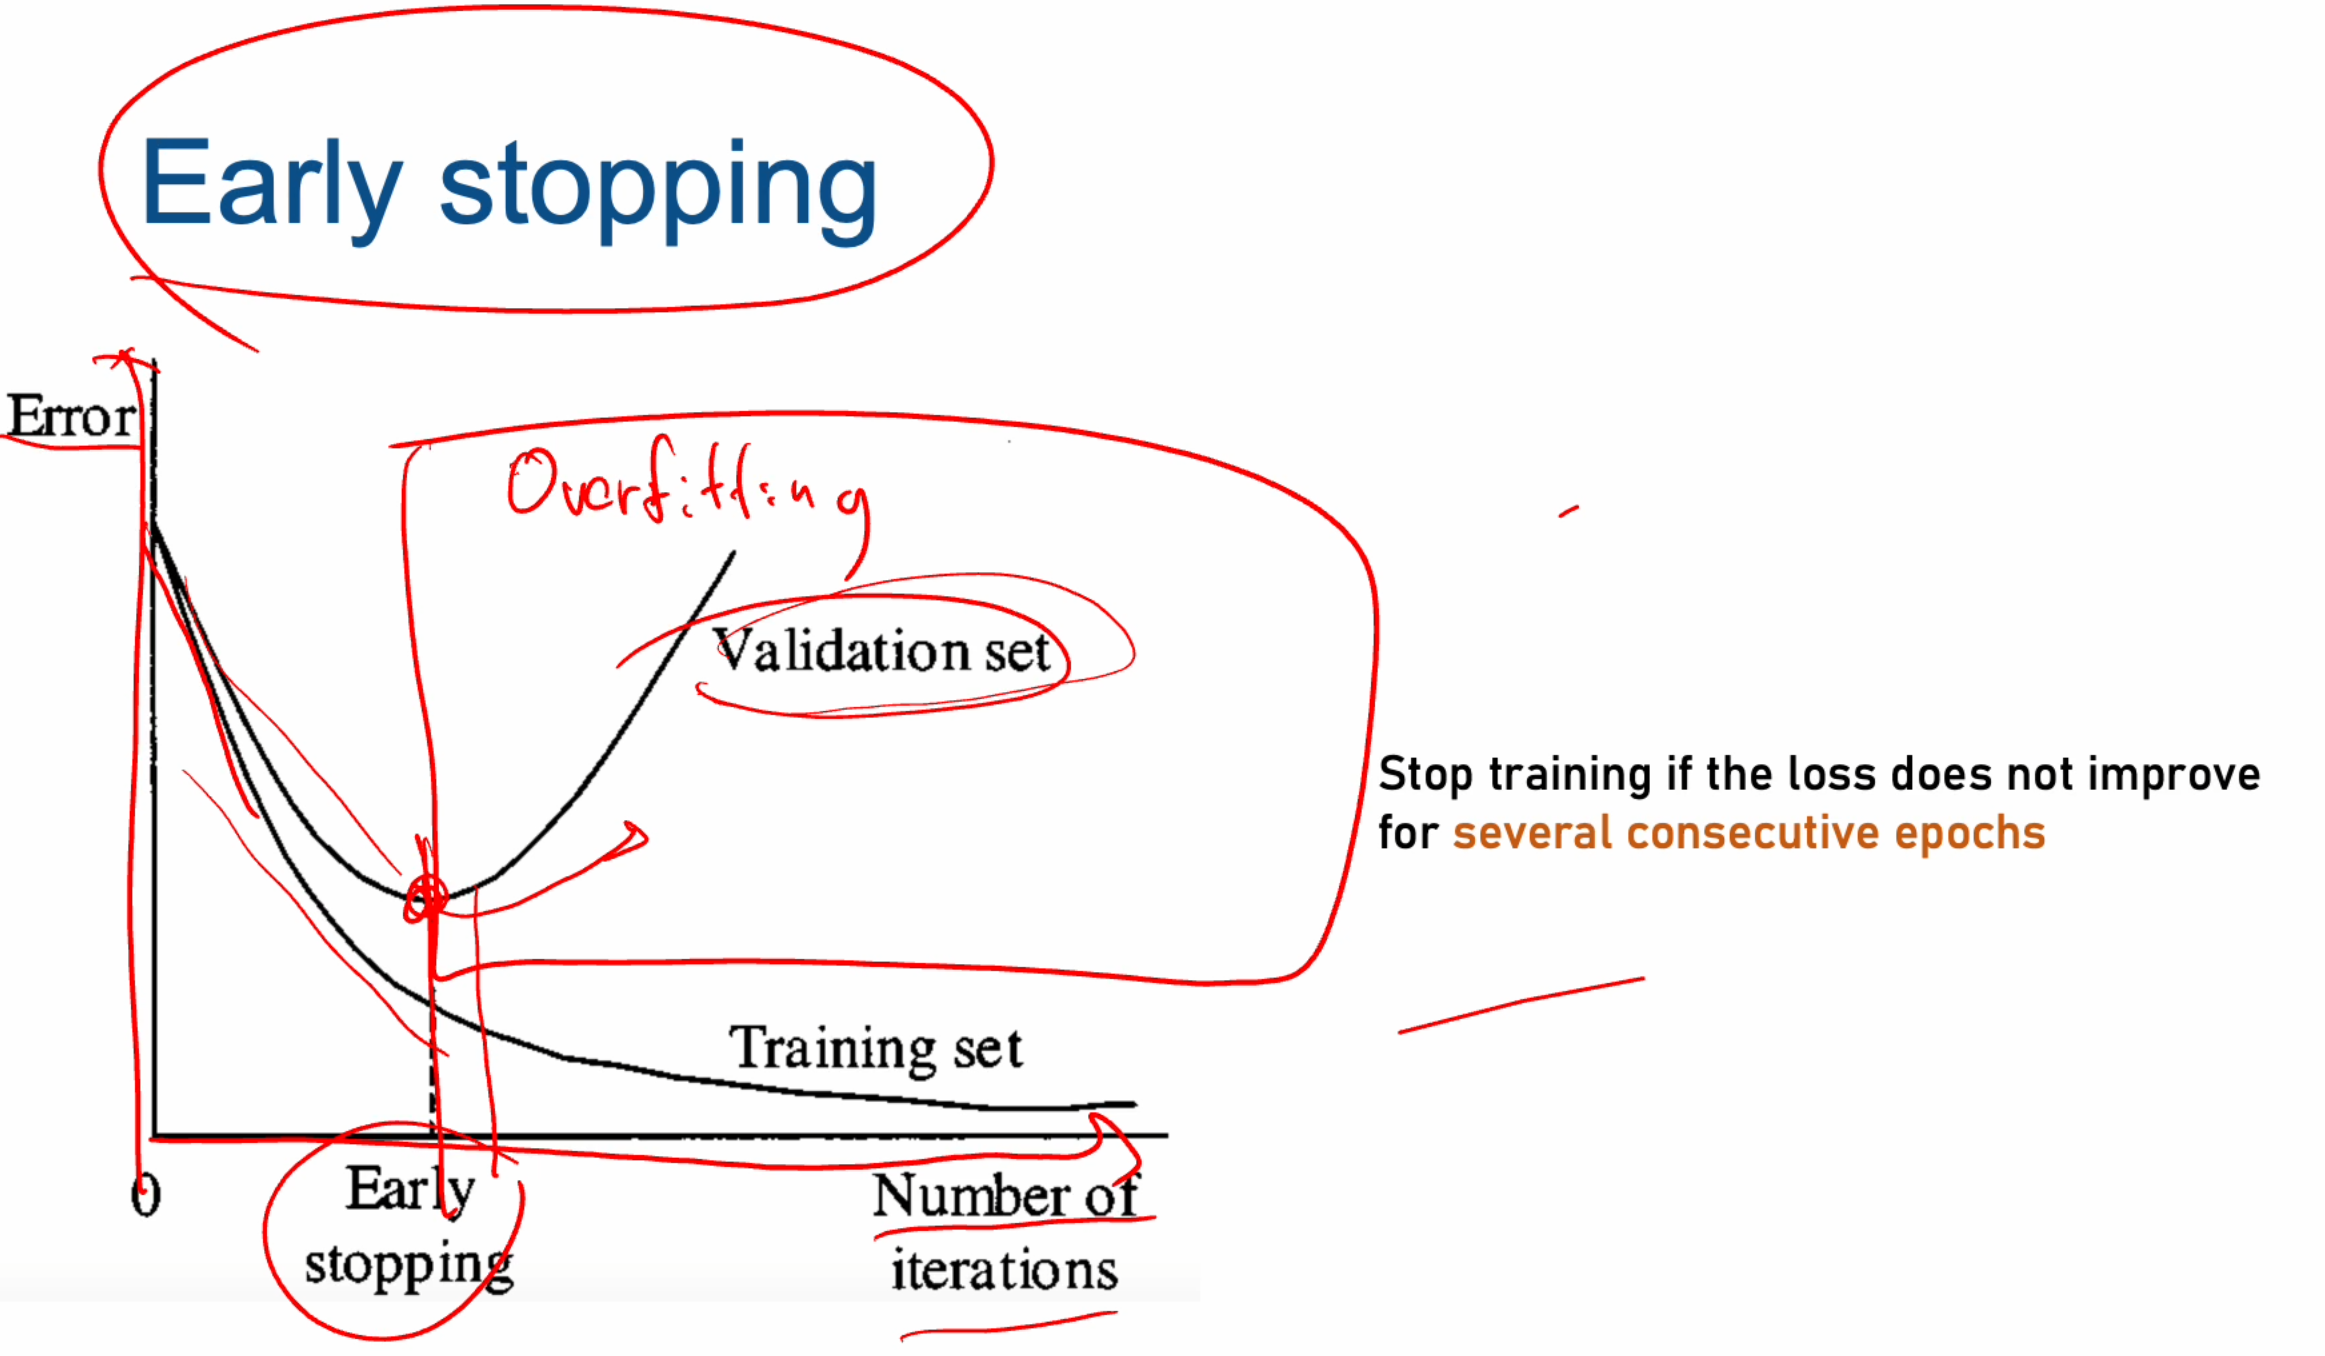 Early stopping
Error
Overfitting
Validation set
Stop training if the loss does not improve
for several consecutive epochs
Training set
0
Early
stopping
Number of
iterations